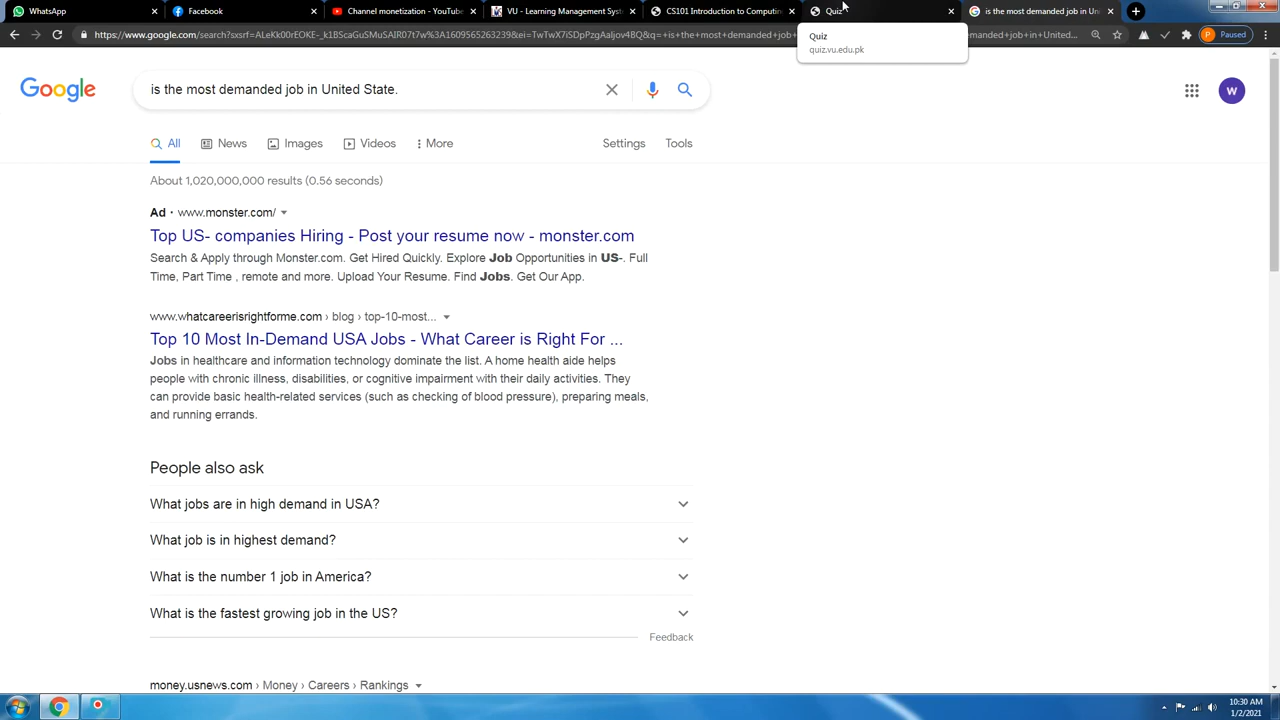 WhatsApp
Facebook
Channel monetization - YouTube
VU - Learning Management Syst
CS101 Introduction to Computin
Quiz
is the most demanded job in Uni
Quiz
quiz.vu.edu.pk
Paused
Google
is the most demanded job in United State.
W
All
News
Images
Videos
More
Settings
Tools
About 1,020,000,000 results (0.56 seconds)
Ad · www.monster.com/
Top US- companies Hiring - Post your resume now - monster.com
Search & Apply through Monster.com. Get Hired Quickly. Explore Job Opportunities in US-. Full
Time, Part Time , remote and more. Upload Your Resume. Find Jobs. Get Our App.
www.whatcareerisrightforme.com › blog › top-10-most...
Top 10 Most In-Demand USA Jobs - What Career is Right For ...
Jobs in healthcare and information technology dominate the list. A home health aide helps
people with chronic illness, disabilities, or cognitive impairment with their daily activities. They
can provide basic health-related services (such as checking of blood pressure), preparing meals,
and running errands.
People also ask
What jobs are in high demand in USA?
What job is in highest demand?
What is the number 1 job in America?
What is the fastest growing job in the US?
Feedback
money.usnews.com › Money › Careers › Rankings
10:30 AM
1/2/2021